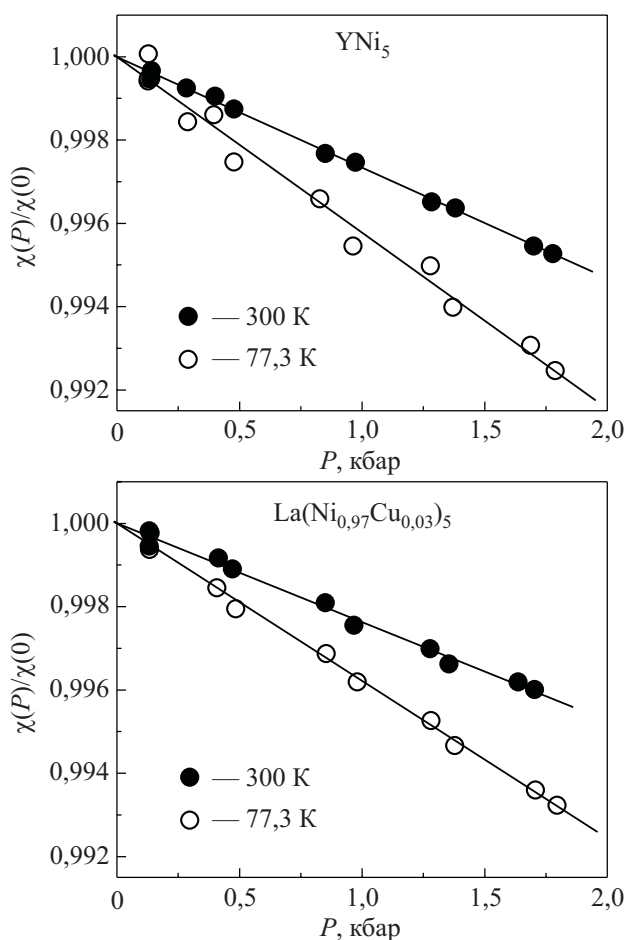 YNi₅
1,000
0,998
0,996
0,994
0,992
χ(P)/χ(0)
— 300 К
— 77,3 К
0
0,5
1,0
1,5
2,0
P, кбар
La(Ni₀,₉₇Cu₀,₀₃)₅
1,000
0,998
0,996
0,994
0,992
χ(P)/χ(0)
— 300 К
— 77,3 К
0
0,5
1,0
1,5
2,0
P, кбар